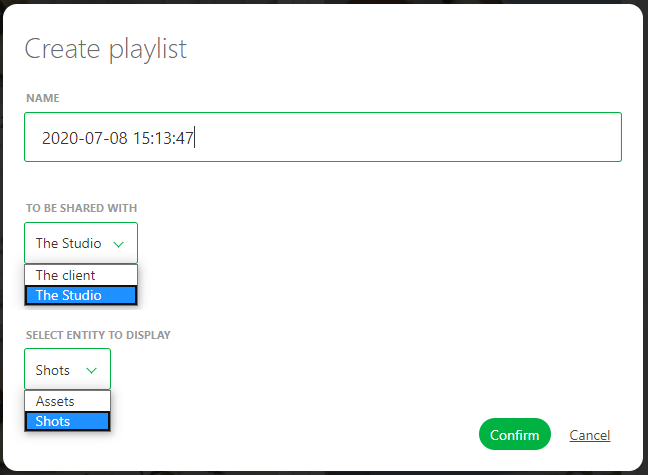 Create playlist
NAME
2020-07-08 15:13:47
TO BE SHARED WITH
The Studio
The client
The Studio
SELECT ENTITY TO DISPLAY
Shots
Assets
Shots
Confirm Cancel